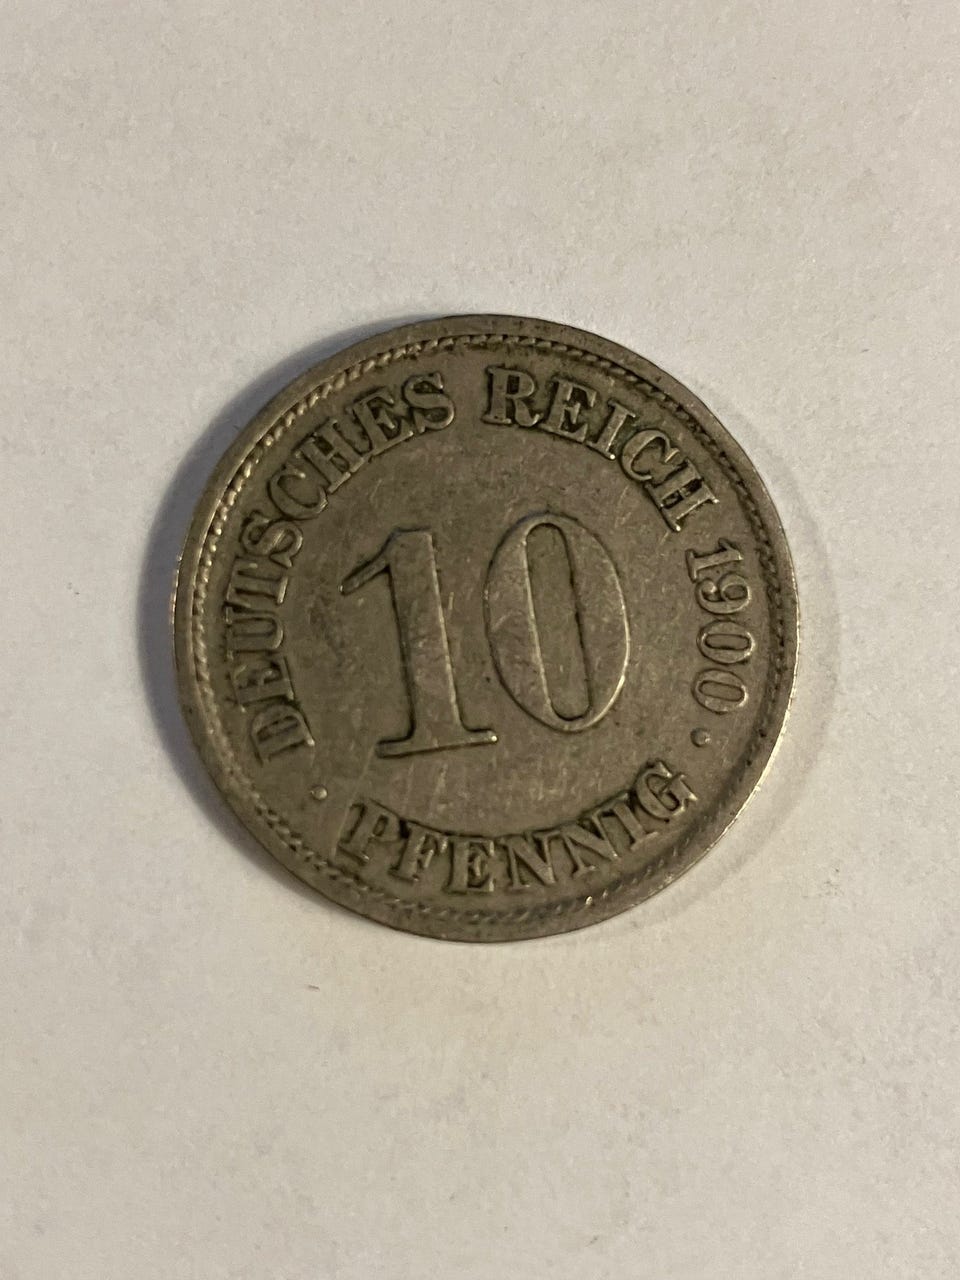 DEUTSCHES REICH 1900
10
PFENNIG